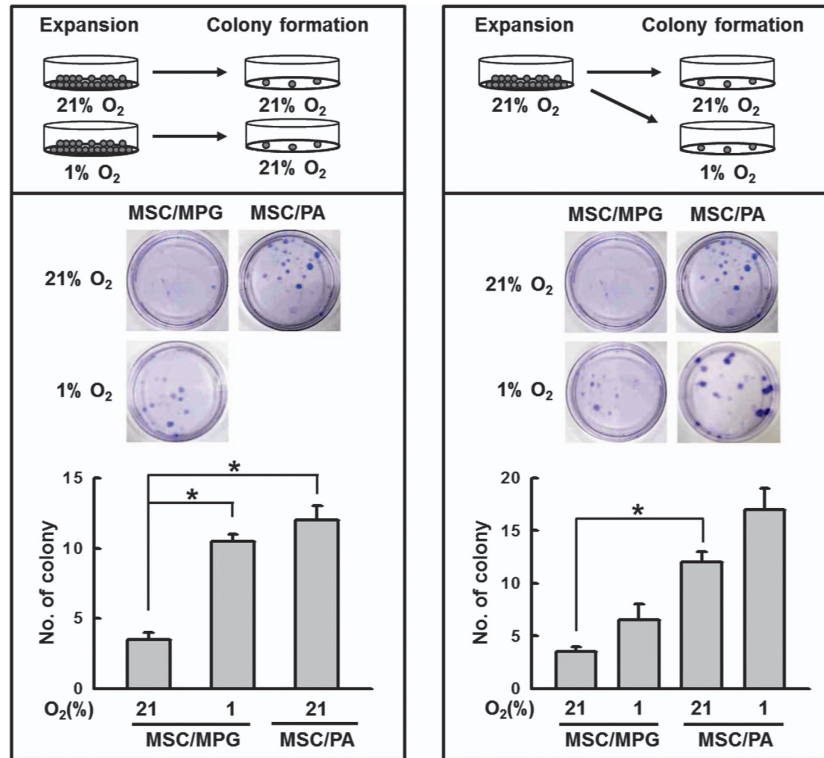 Expansion Colony formation
21% O₂ 21% O₂
1% O₂ 21% O₂
MSC/MPG MSC/PA
21% O₂
1% O₂
No. of colony
15
10
5
0
*
*
O₂(%) 21 1 21
MSC/MPG MSC/PA
Expansion Colony formation
21% O₂ 21% O₂
1% O₂
MSC/MPG MSC/PA
21% O₂
1% O₂
No. of colony
20
15
10
5
0
*
O₂(%) 21 1 21 1
MSC/MPG MSC/PA